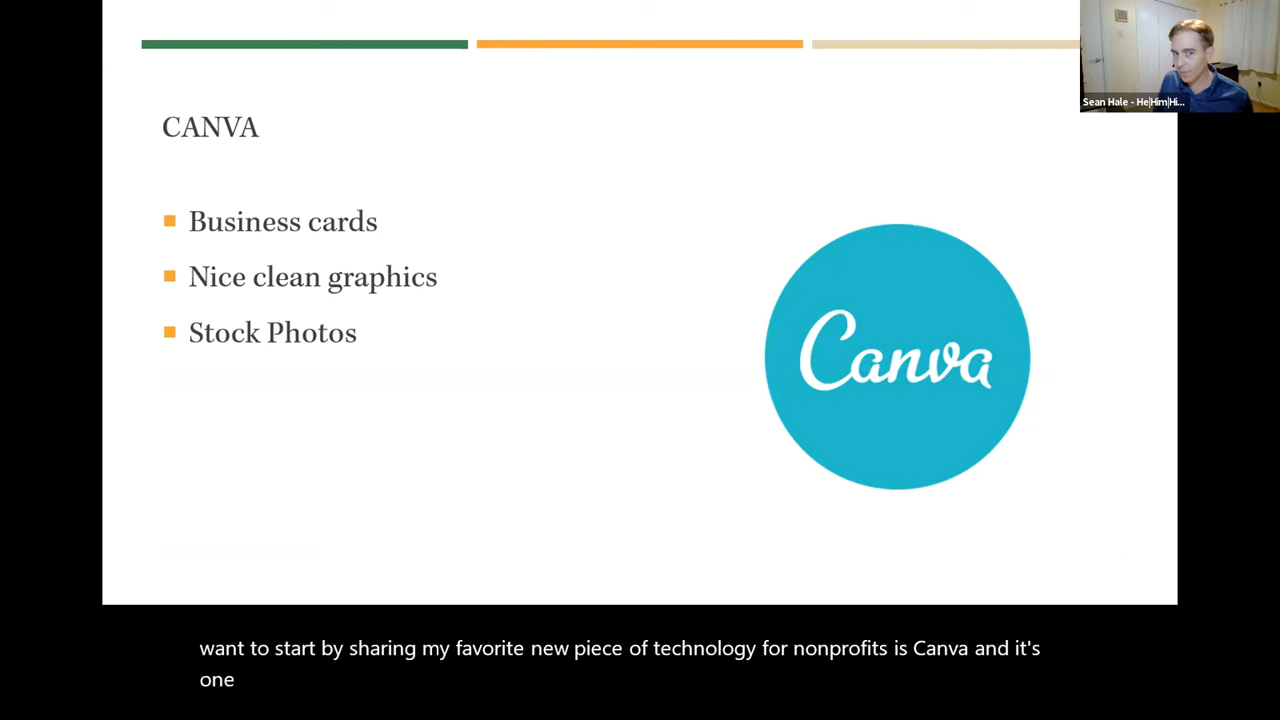 Sean Hale - He|Him|Hi...
CANVA
Business cards
Nice clean graphics
Stock Photos
Canva
want to start by sharing my favorite new piece of technology for nonprofits is Canva and it's
one